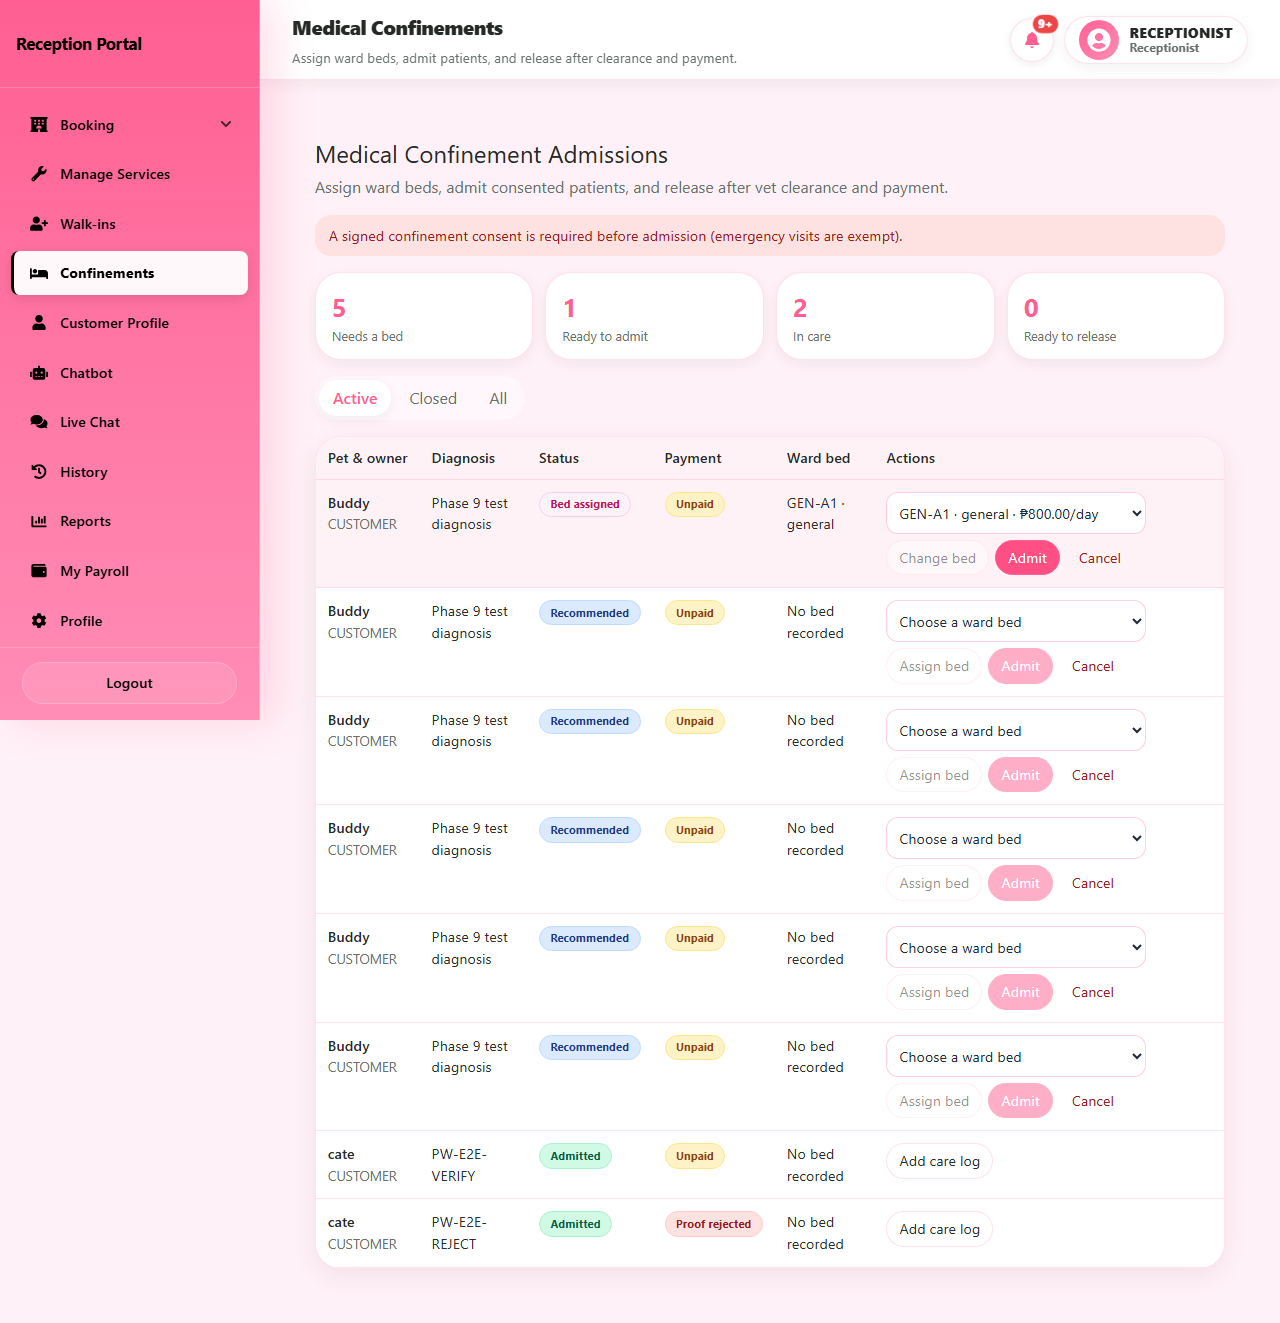 Reception Portal
Booking
Manage Services
Walk-ins
Confinements
Customer Profile
Chatbot
Live Chat
History
Reports
My Payroll
Profile
Logout
Medical Confinements
Assign ward beds, admit patients, and release after clearance and payment.
9+
RECEPTIONIST
Receptionist
Medical Confinement Admissions
Assign ward beds, admit consented patients, and release after vet clearance and payment.
A signed confinement consent is required before admission (emergency visits are exempt).
5
Needs a bed
1
Ready to admit
2
In care
0
Ready to release
Active Closed All
Pet & owner Diagnosis Status Payment Ward bed Actions
Buddy Phase 9 test Bed assigned Unpaid GEN-A1 · GEN-A1 · general · ₱800.00/day
CUSTOMER diagnosis general
Change bed Admit Cancel
Buddy Phase 9 test Recommended Unpaid No bed Choose a ward bed
CUSTOMER diagnosis recorded
Assign bed Admit Cancel
Buddy Phase 9 test Recommended Unpaid No bed Choose a ward bed
CUSTOMER diagnosis recorded
Assign bed Admit Cancel
Buddy Phase 9 test Recommended Unpaid No bed Choose a ward bed
CUSTOMER diagnosis recorded
Assign bed Admit Cancel
Buddy Phase 9 test Recommended Unpaid No bed Choose a ward bed
CUSTOMER diagnosis recorded
Assign bed Admit Cancel
Buddy Phase 9 test Recommended Unpaid No bed Choose a ward bed
CUSTOMER diagnosis recorded
Assign bed Admit Cancel
cate PW-E2E- Admitted Unpaid No bed Add care log
CUSTOMER VERIFY recorded
cate PW-E2E- Admitted Proof rejected No bed Add care log
CUSTOMER REJECT recorded